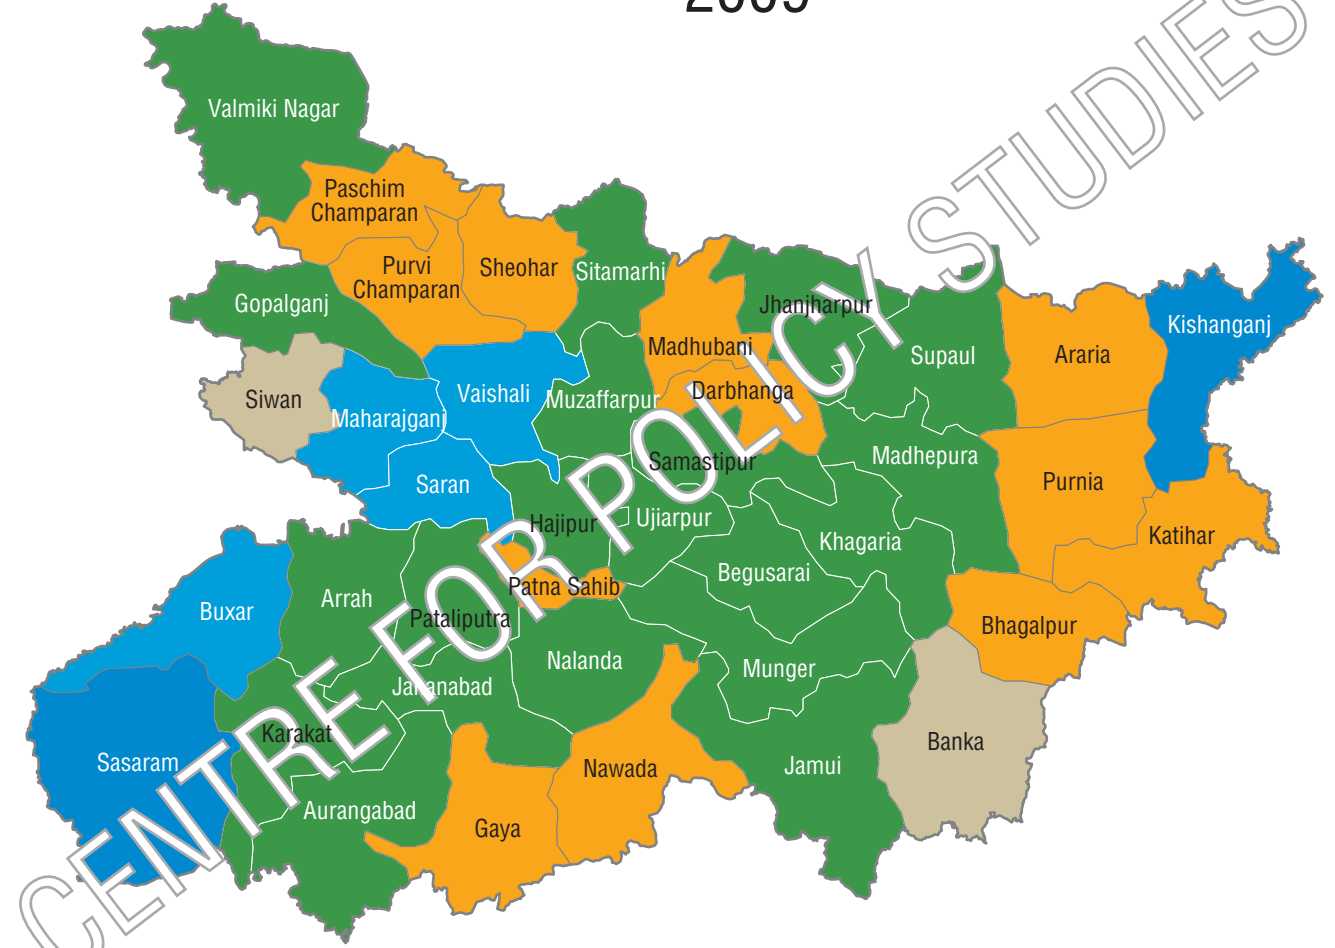 2009
Valmiki Nagar
Paschim
Champaran
Purvi
Champaran
Sheohar
Sitamarhi
Gopalganj
Siwan
Maharajganj
Vaishali
Muzaffarpur
Madhubani
Darbhanga
Jhanjharpur
Supaul
Araria
Kishanganj
Saran
Samastipur
Madhepura
Purnia
Katihar
Hajipur
Ujiarpur
Khagaria
Begusarai
Buxar
Arrah
Pataliputra
Patna Sahib
Nalanda
Munger
Bhagalpur
Jahanabad
Karakat
Sasaram
Aurangabad
Gaya
Nawada
Jamui
Banka
CENTRE FOR POLICY STUDIES